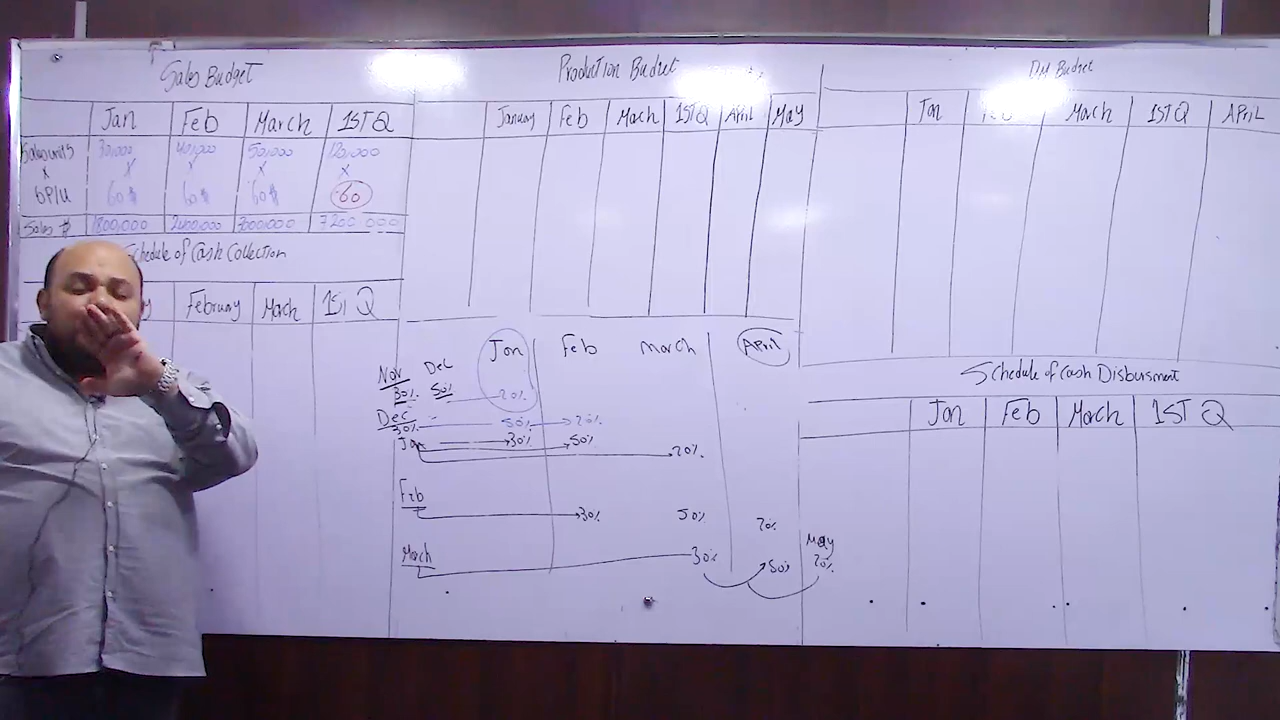 Sales Budget
Jan Feb March 1ST Q
Sales units 30,000 40,000 50,000 120,000
x x x x x
SP/U 60$ 60$ 60$ 60
Sales $ 1800,000 2400,000 3000,000 7200,000
Schedule of Cash Collection
February March 1ST Q
Production Budget
January Feb March 1ST Q April May
Jan Feb March April
Nov Dec
30% 50% 20%
Dec
30% 50% 20%
Jan 30% 50%
20%
Feb
30% 50% 20%
March 30% 50% May 20%
DM Budget
Jan March 1ST Q APRIL
Schedule of Cash Disbursment
Jan Feb March 1ST Q